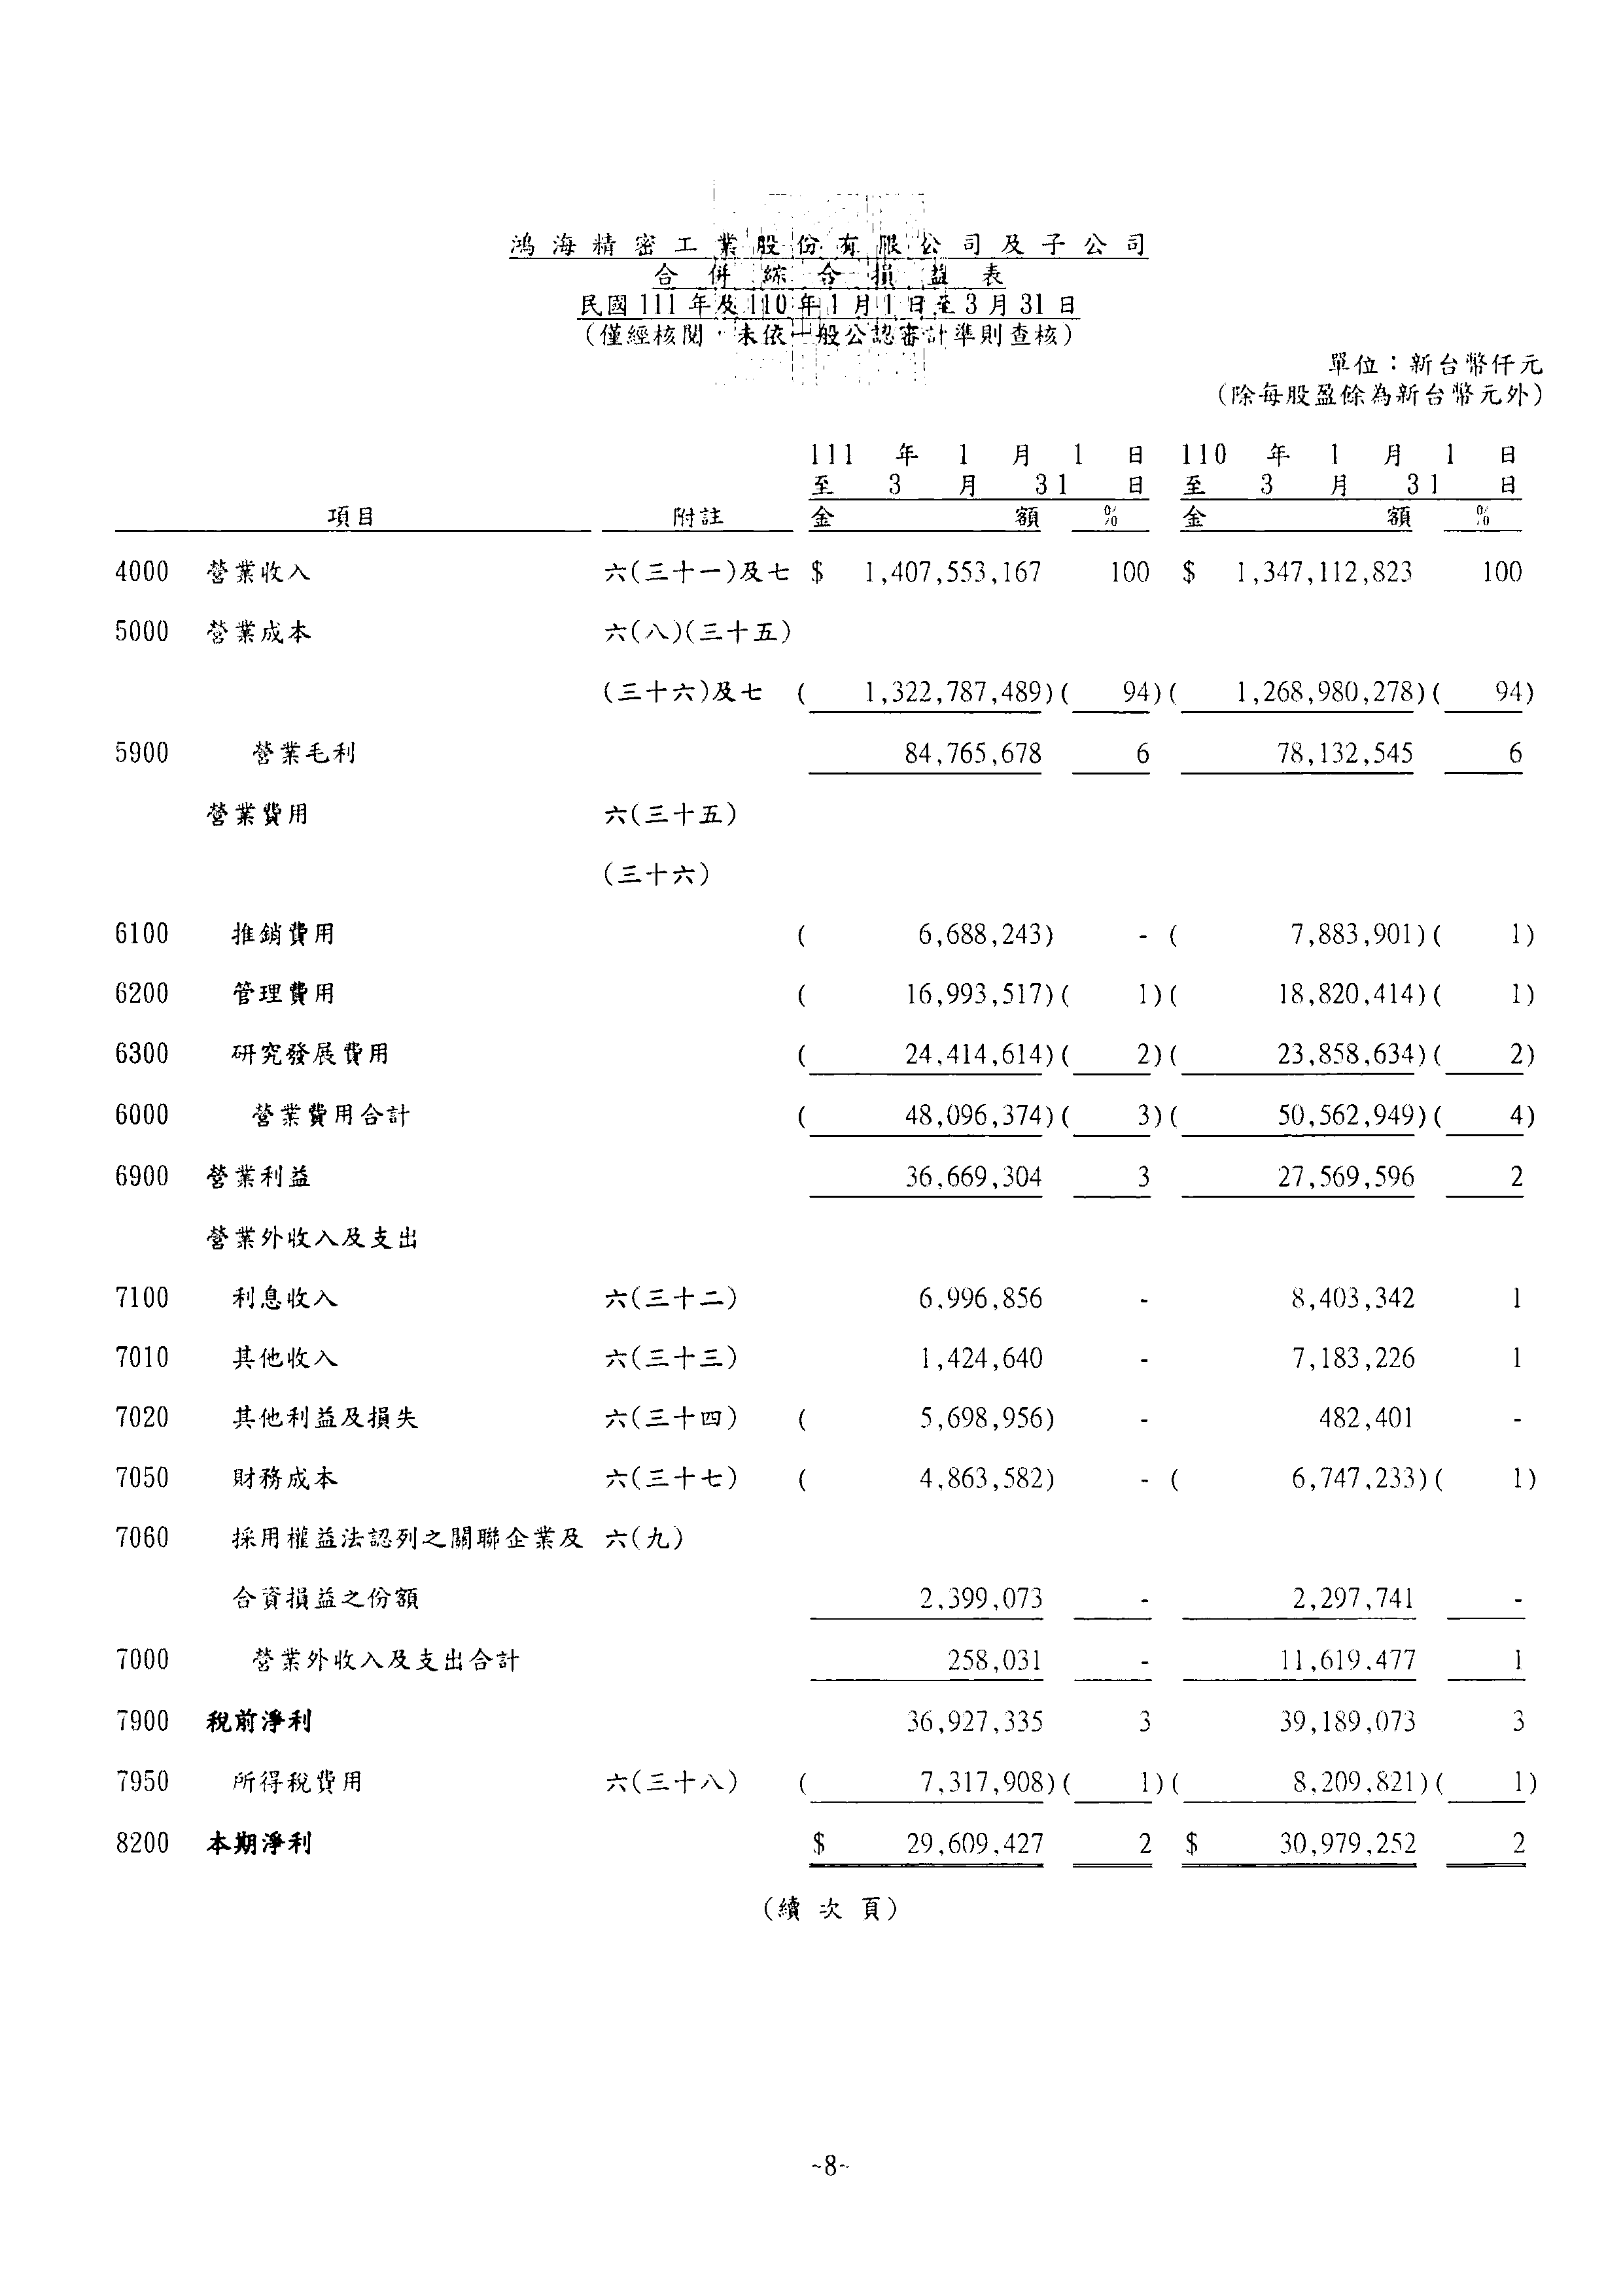 鴻海精密工業股份有限公司及子公司
合併綜合損益表
民國111年及110年1月1日至3月31日
(僅經核閱,未依一般公認審計準則查核)
單位:新台幣仟元
(除每股盈餘為新台幣元外)
111 年 1 月 1 日 110 年 1 月 1 日
至 3 月 31 日 至 3 月 31 日
項目 附註 金 額 % 金 額 %
4000 營業收入 六(三十一)及七 $ 1,407,553,167 100 $ 1,347,112,823 100
5000 營業成本 六(八)(三十五)
(三十六)及七 ( 1,322,787,489) ( 94) ( 1,268,980,278) ( 94)
5900 營業毛利 84,765,678 6 78,132,545 6
營業費用 六(三十五)
(三十六)
6100 推銷費用 ( 6,688,243) - ( 7,883,901) ( 1)
6200 管理費用 ( 16,993,517) ( 1) ( 18,820,414) ( 1)
6300 研究發展費用 ( 24,414,614) ( 2) ( 23,858,634) ( 2)
6000 營業費用合計 ( 48,096,374) ( 3) ( 50,562,949) ( 4)
6900 營業利益 36,669,304 3 27,569,596 2
營業外收入及支出
7100 利息收入 六(三十二) 6,996,856 - 8,403,342 1
7010 其他收入 六(三十三) 1,424,640 - 7,183,226 1
7020 其他利益及損失 六(三十四) ( 5,698,956) - 482,401 -
7050 財務成本 六(三十七) ( 4,863,582) - ( 6,747,233) ( 1)
7060 採用權益法認列之關聯企業及 六(九)
合資損益之份額 2,399,073 - 2,297,741 -
7000 營業外收入及支出合計 258,031 - 11,619,477 1
7900 稅前淨利 36,927,335 3 39,189,073 3
7950 所得稅費用 六(三十八) ( 7,317,908) ( 1) ( 8,209,821) ( 1)
8200 本期淨利 $ 29,609,427 2 $ 30,979,252 2
(續次頁)
~8~